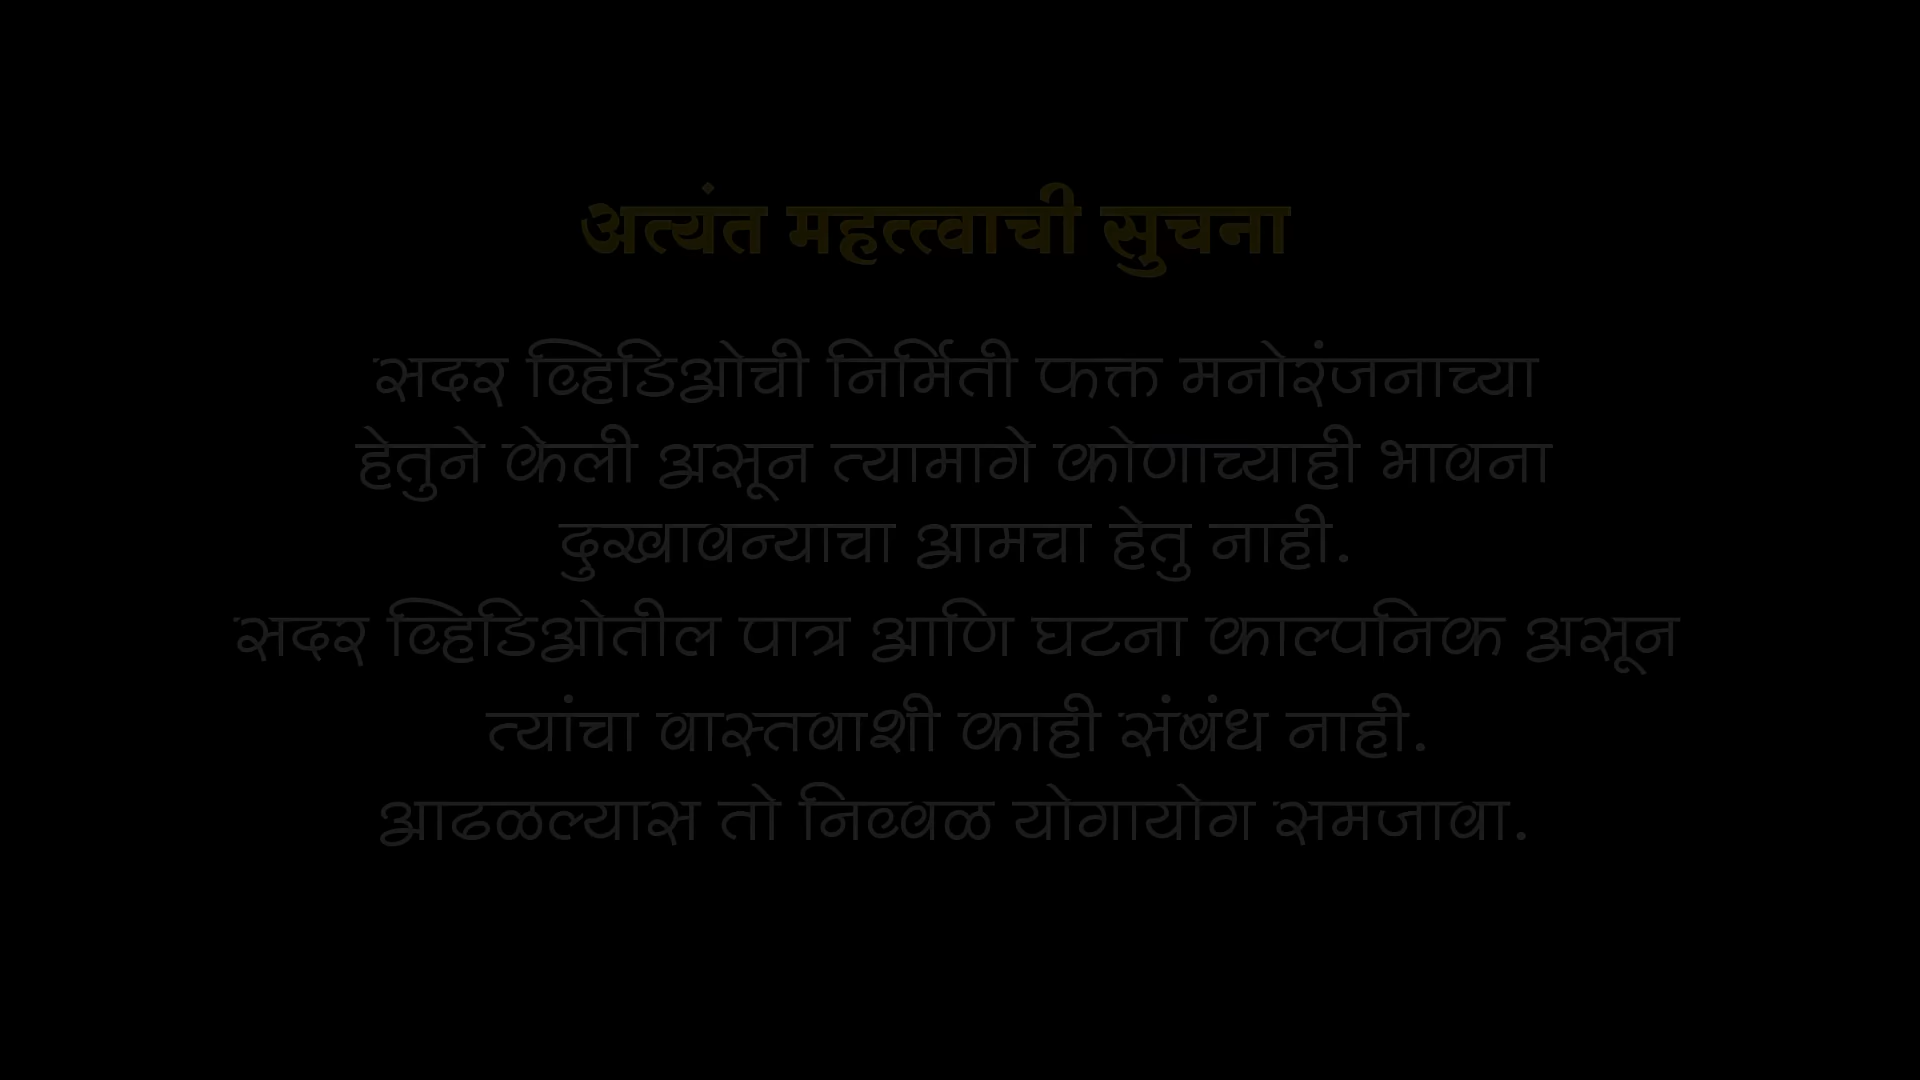 अत्यंत महत्त्वाची सुचना
सदर व्हिडिओची निर्मिती फक्त मनोरंजनाच्या
हेतुने केली असून त्यामागे कोणाच्याही भावना
दुखावन्याचा आमचा हेतु नाही.
सदर व्हिडिओतील पात्र आणि घटना काल्पनिक असून
त्यांचा वास्तवाशी काही संबंध नाही.
आढळल्यास तो निव्वळ योगायोग समजावा.